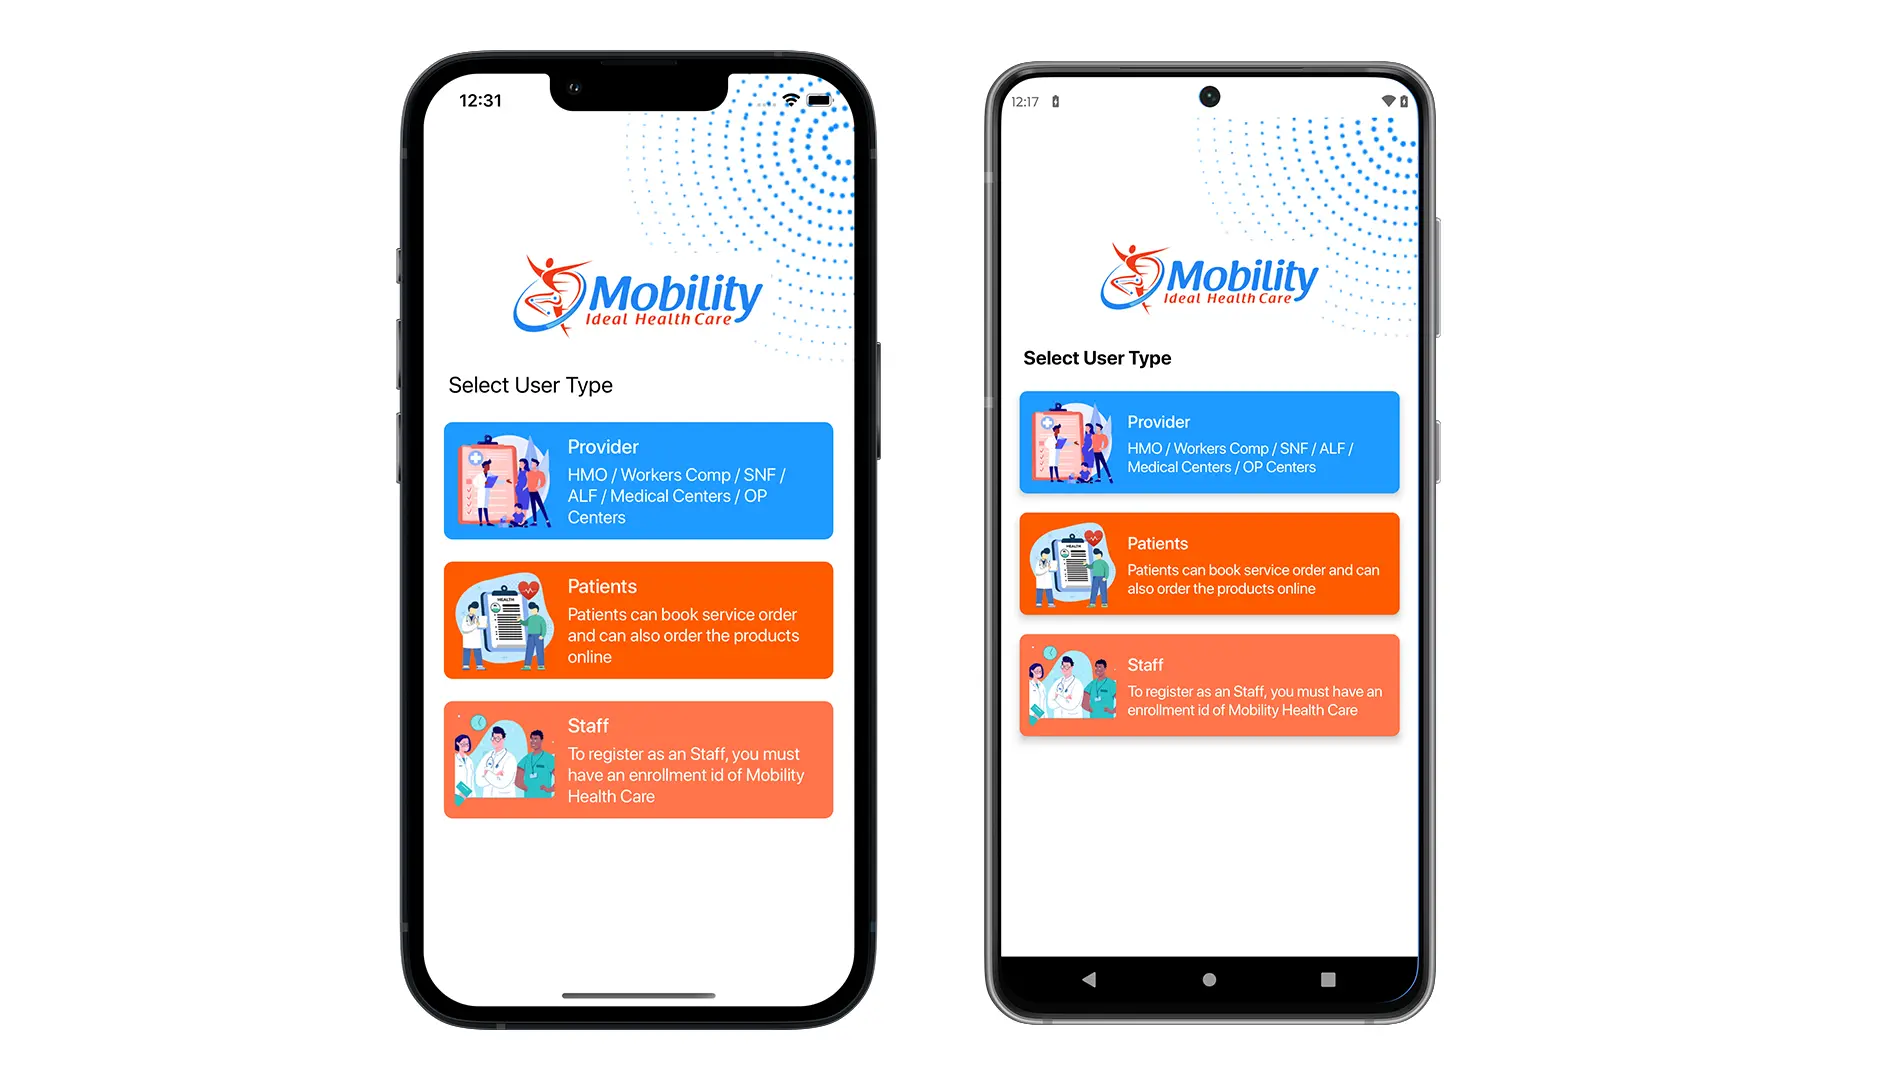 12:31
Mobility
Ideal Health Care
Select User Type
Provider
HMO / Workers Comp / SNF /
ALF / Medical Centers / OP
Centers
HEALTH
Patients
Patients can book service order
and can also order the products
online
Staff
To register as an Staff, you must
have an enrollment id of Mobility
Health Care
12:17
Mobility
Ideal Health Care
Select User Type
Provider
HMO / Workers Comp / SNF / ALF /
Medical Centers / OP Centers
HEALTH
Patients
Patients can book service order and can
also order the products online
Staff
To register as an Staff, you must have an
enrollment id of Mobility Health Care